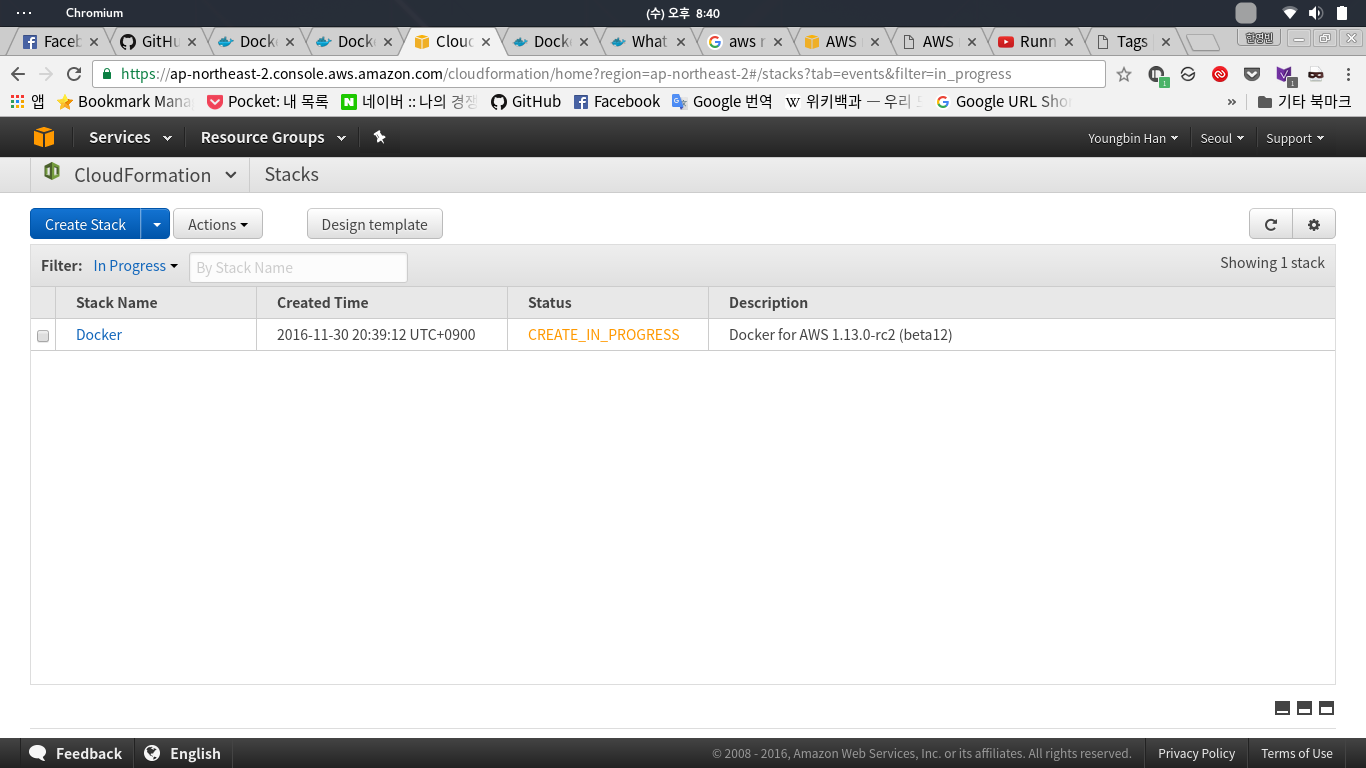 Chromium
(수) 오후 8:40
Faceb GitHu Docke Docke Cloud Docke What aws r AWS AWS Runn Tags 한영빈
https://ap-northeast-2.console.aws.amazon.com/cloudformation/home?region=ap-northeast-2#/stacks?tab=events&filter=in_progress
앱 Bookmark Mana Pocket: 내 목록 네이버 :: 나의 경쟁 GitHub Facebook Google 번역 위키백과 — 우리 Google URL Shor » 기타 북마크
Services Resource Groups Youngbin Han Seoul Support
CloudFormation Stacks
Create Stack Actions Design template
Filter: In Progress By Stack Name Showing 1 stack
Stack Name Created Time Status Description
Docker 2016-11-30 20:39:12 UTC+0900 CREATE_IN_PROGRESS Docker for AWS 1.13.0-rc2 (beta12)
Feedback English © 2008 - 2016, Amazon Web Services, Inc. or its affiliates. All rights reserved. Privacy Policy Terms of Use